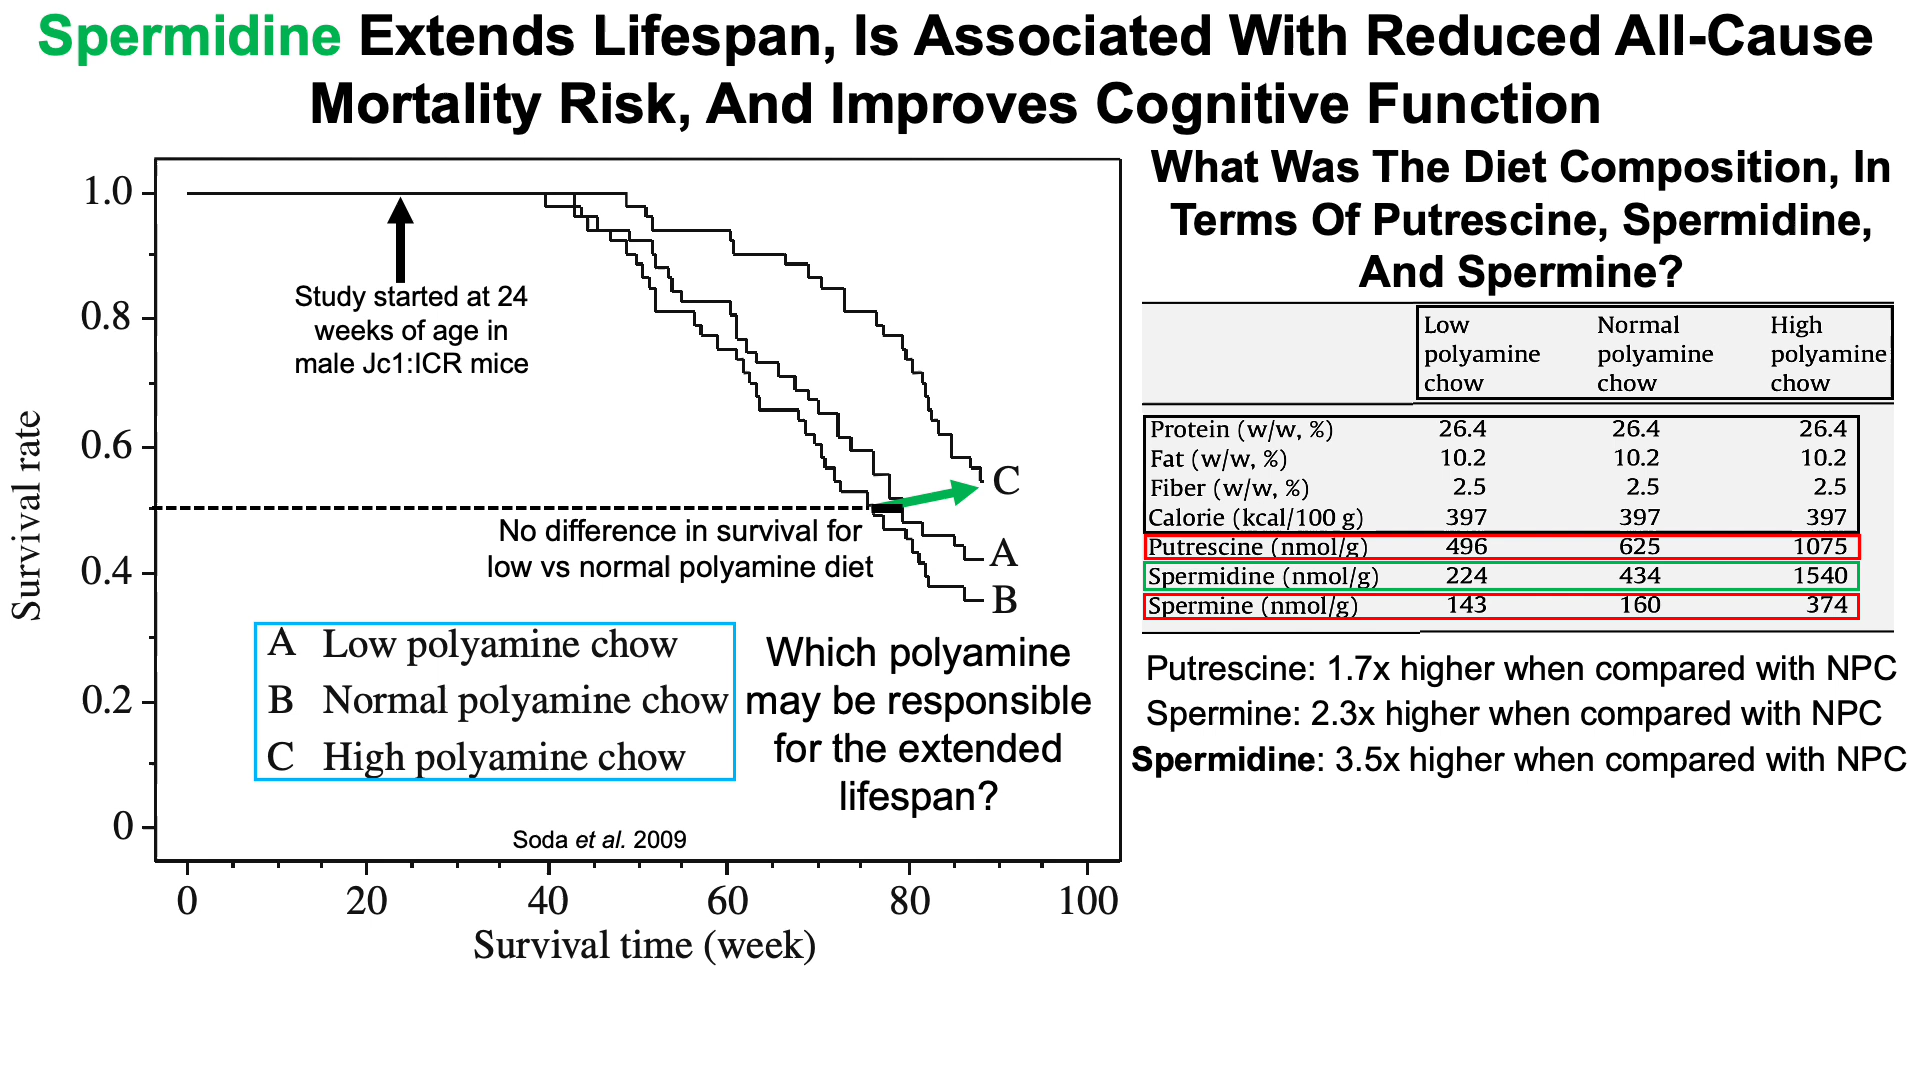 Spermidine Extends Lifespan, Is Associated With Reduced All-Cause
Mortality Risk, And Improves Cognitive Function
Survival rate
1.0
0.8
0.6
0.4
0.2
0
Study started at 24
weeks of age in
male Jc1:ICR mice
No difference in survival for
low vs normal polyamine diet
C
A
B
A Low polyamine chow
B Normal polyamine chow
C High polyamine chow
Which polyamine
may be responsible
for the extended
lifespan?
Soda et al. 2009
0 20 40 60 80 100
Survival time (week)
What Was The Diet Composition, In
Terms Of Putrescine, Spermidine,
And Spermine?
Low polyamine chow Normal polyamine chow High polyamine chow
Protein (w/w, %) 26.4 26.4 26.4
Fat (w/w, %) 10.2 10.2 10.2
Fiber (w/w, %) 2.5 2.5 2.5
Calorie (kcal/100 g) 397 397 397
Putrescine (nmol/g) 496 625 1075
Spermidine (nmol/g) 224 434 1540
Spermine (nmol/g) 143 160 374
Putrescine: 1.7x higher when compared with NPC
Spermine: 2.3x higher when compared with NPC
Spermidine: 3.5x higher when compared with NPC